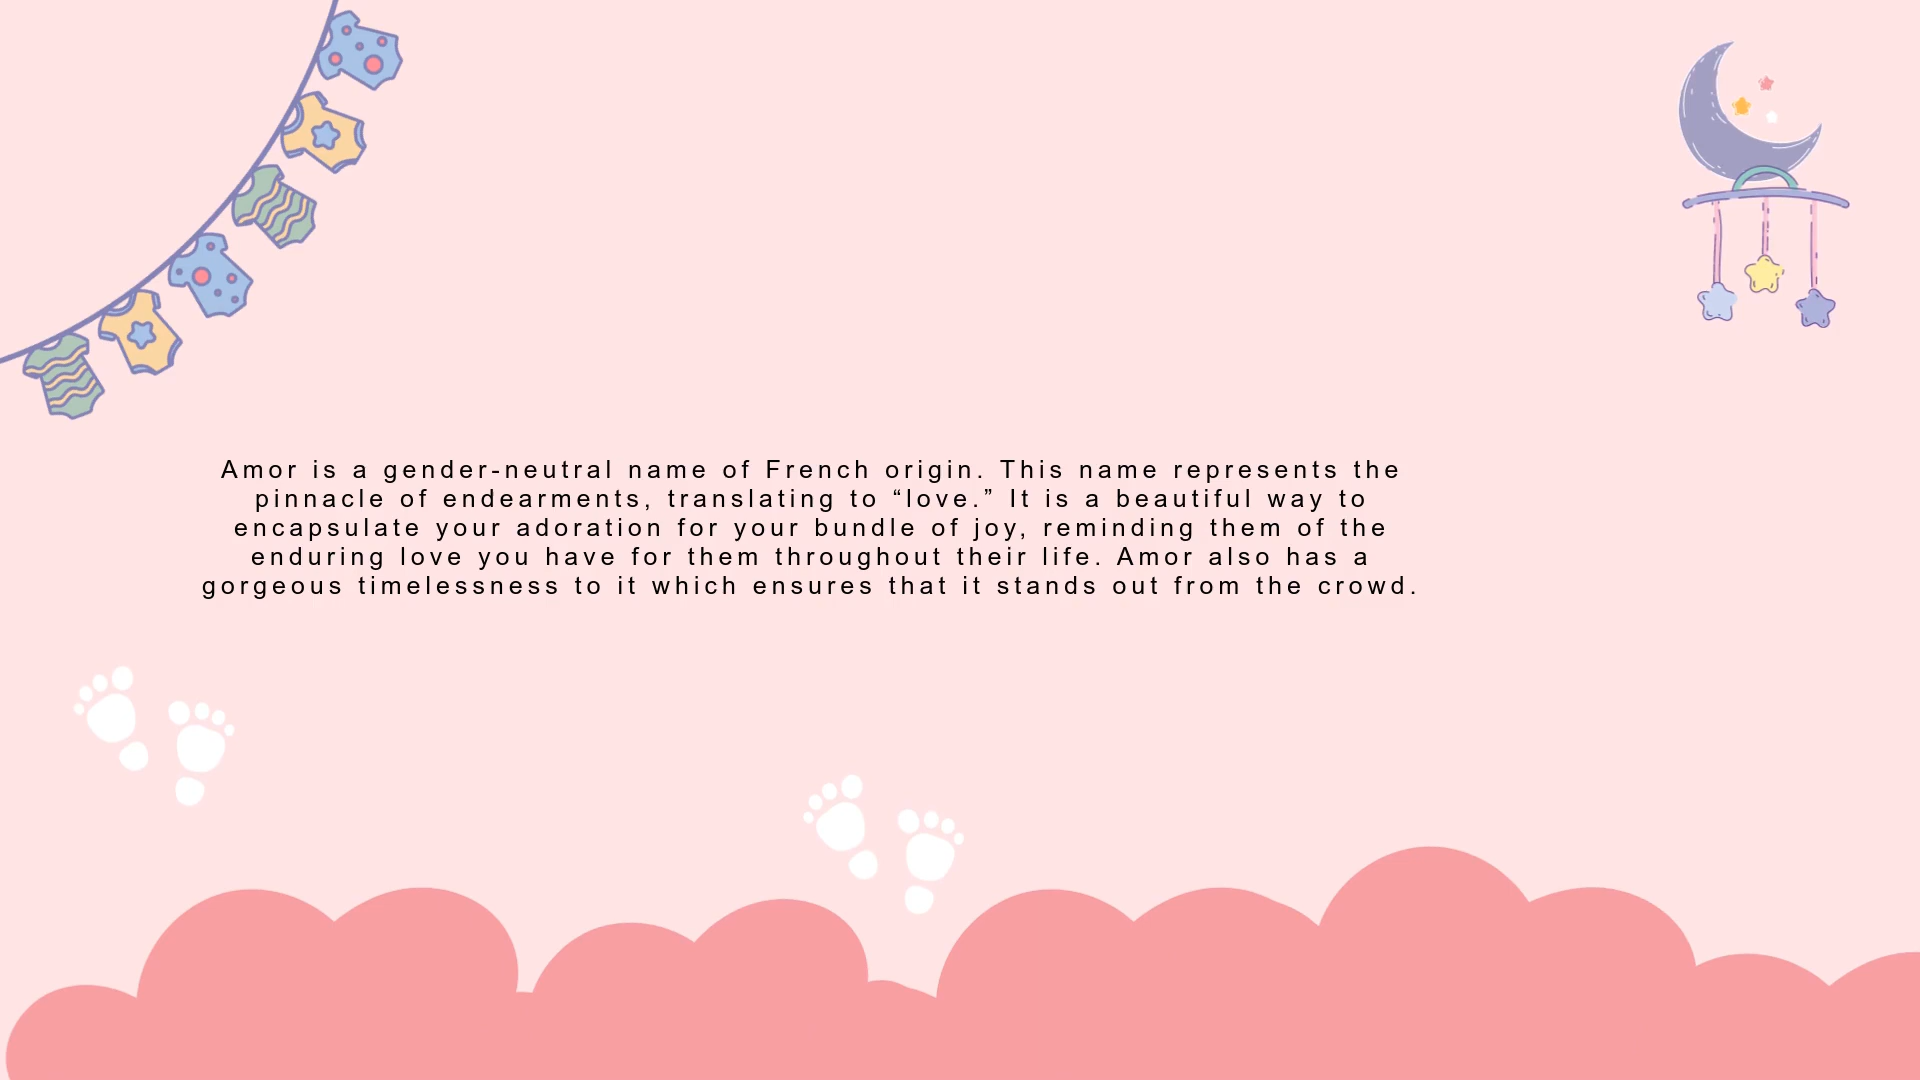 Amor is a gender-neutral name of French origin. This name represents the
pinnacle of endearments, translating to “love.” It is a beautiful way to
encapsulate your adoration for your bundle of joy, reminding them of the
enduring love you have for them throughout their life. Amor also has a
gorgeous timelessness to it which ensures that it stands out from the crowd.